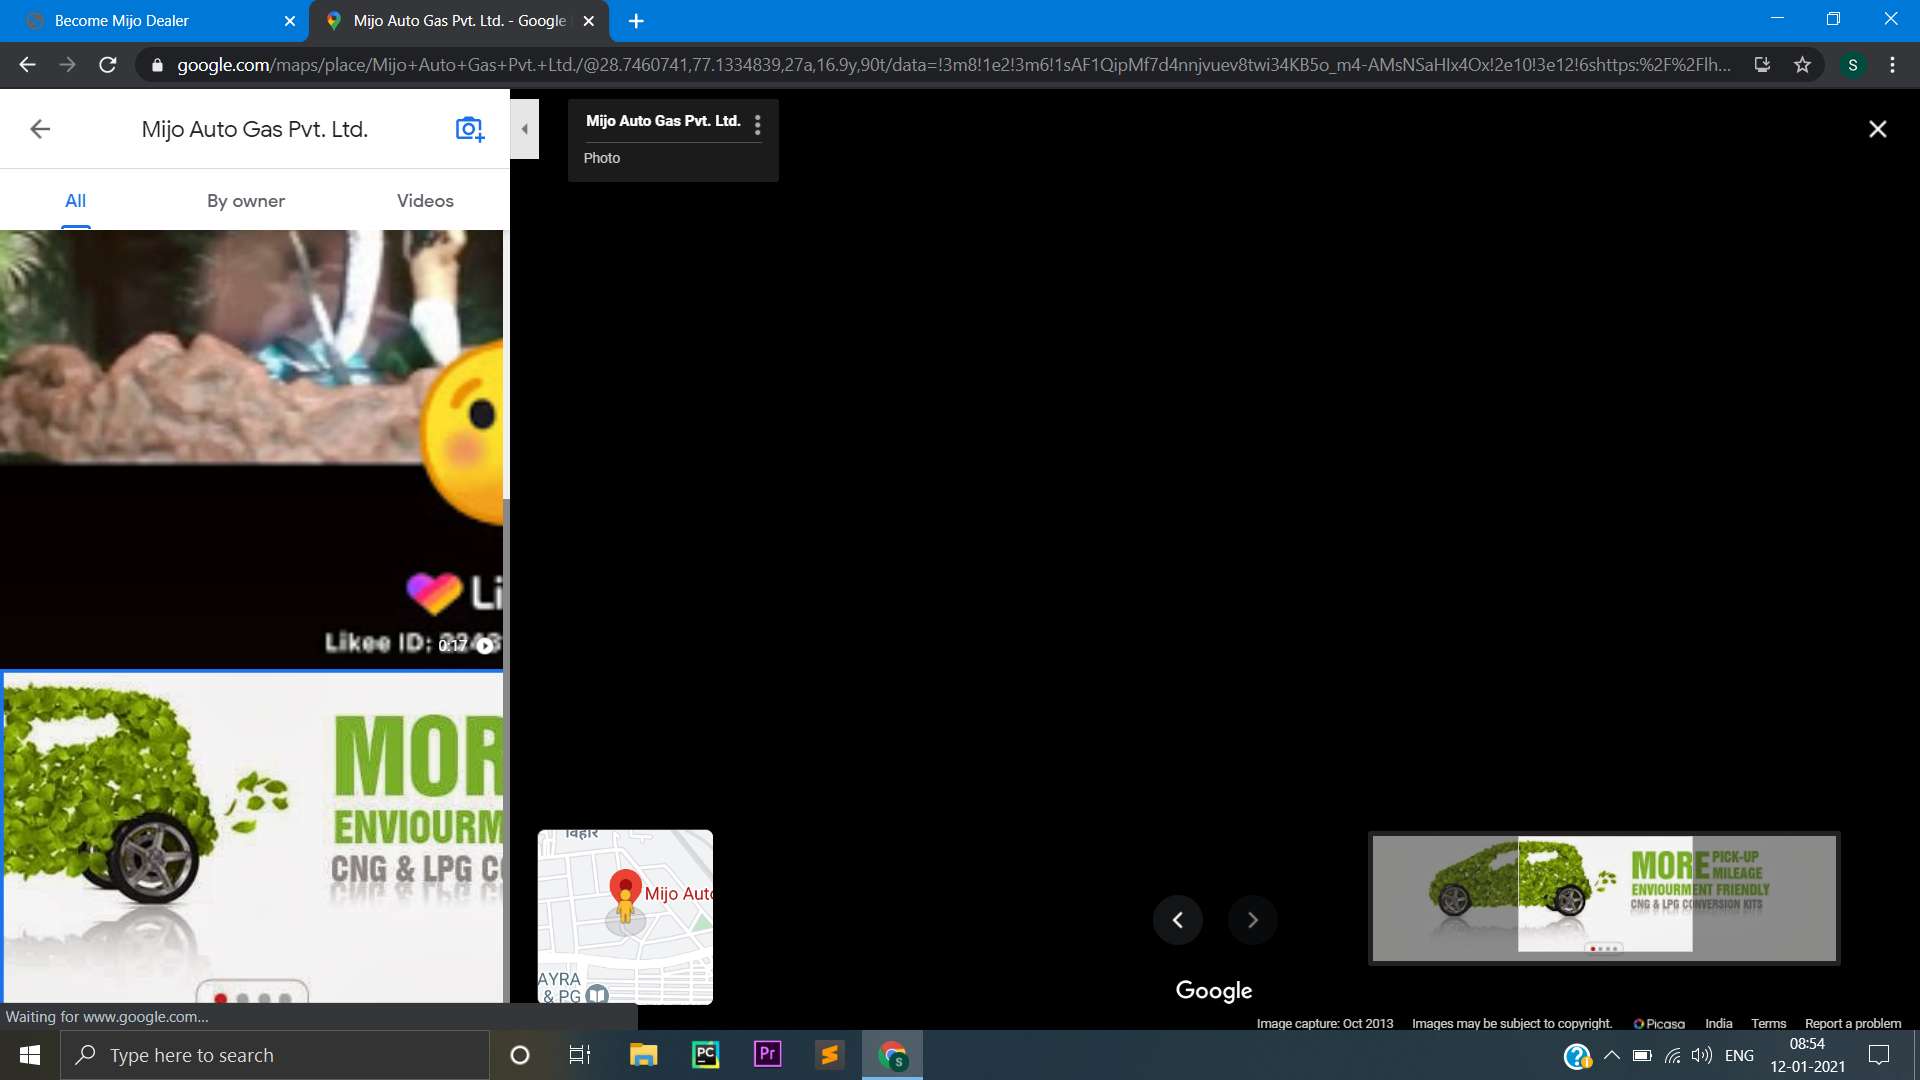 Become Mijo Dealer
Mijo Auto Gas Pvt. Ltd. - Google
google.com/maps/place/Mijo+Auto+Gas+Pvt.+Ltd./@28.7460741,77.1334839,27a,16.9y,90t/data=!3m8!1e2!3m6!1sAF1QipMf7d4nnjvuev8twi34KB5o_m4-AMsNSaHIx4Ox!2e10!3e12!6shttps:%2F%2Flh...
S
Mijo Auto Gas Pvt. Ltd.
All
By owner
Videos
Mijo Auto Gas Pvt. Ltd.
Photo
Li
Likee ID:
0:17
MOR
ENVIOURM
CNG & LPG C
विहार
Mijo Auto
AYRA
& PG
MORE PICK-UP
MILEAGE
ENVIOURMENT FRIENDLY
CNG & LPG CONVERSION KITS
Google
Waiting for www.google.com...
Image capture: Oct 2013
Images may be subject to copyright.
Picasa
India
Terms
Report a problem
Type here to search
PC
Pr
S
ENG
08:54
12-01-2021